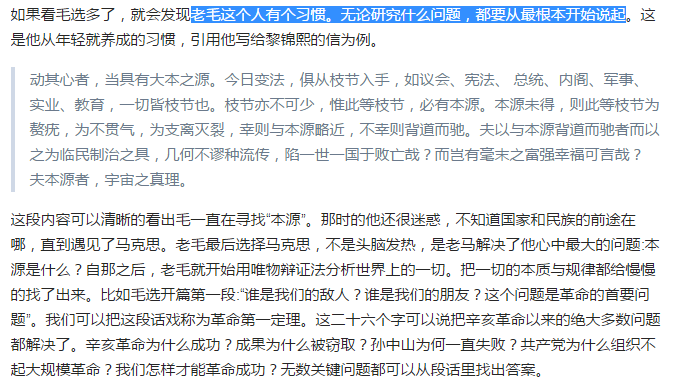 如果看毛选多了，就会发现老毛这个人有个习惯。无论研究什么问题，都要从最根本开始说起。这
是他从年轻就养成的习惯，引用他写给黎锦熙的信为例。
动其心者，当具有大本之源。今日变法，俱从枝节入手，如议会、宪法、 总统、内阁、军事、
实业、教育，一切皆枝节也。枝节亦不可少，惟此等枝节，必有本源。本源未得，则此等枝节为
赘疣，为不贯气，为支离灭裂，幸则与本源略近，不幸则背道而驰。夫以与本源背道而驰者而以
之为临民制治之具，几何不谬种流传，陷一世一国于败亡哉？而岂有毫末之富强幸福可言哉？
夫本源者，宇宙之真理。
这段内容可以清晰的看出毛一直在寻找“本源”。那时的他还很迷惑，不知道国家和民族的前途在
哪，直到遇见了马克思。老毛最后选择马克思，不是头脑发热，是老马解决了他心中最大的问题:本
源是什么？自那之后，老毛就开始用唯物辩证法分析世界上的一切。把一切的本质与规律都给慢慢
的找了出来。比如毛选开篇第一段:“谁是我们的敌人？谁是我们的朋友？这个问题是革命的首要问
题”。我们可以把这段话戏称为革命第一定理。这二十六个字可以说把辛亥革命以来的绝大多数问题
都解决了。辛亥革命为什么成功？成果为什么被窃取？孙中山为何一直失败？共产党为什么组织不
起大规模革命？我们怎样才能革命成功？无数关键问题都可以从段话里找出答案。